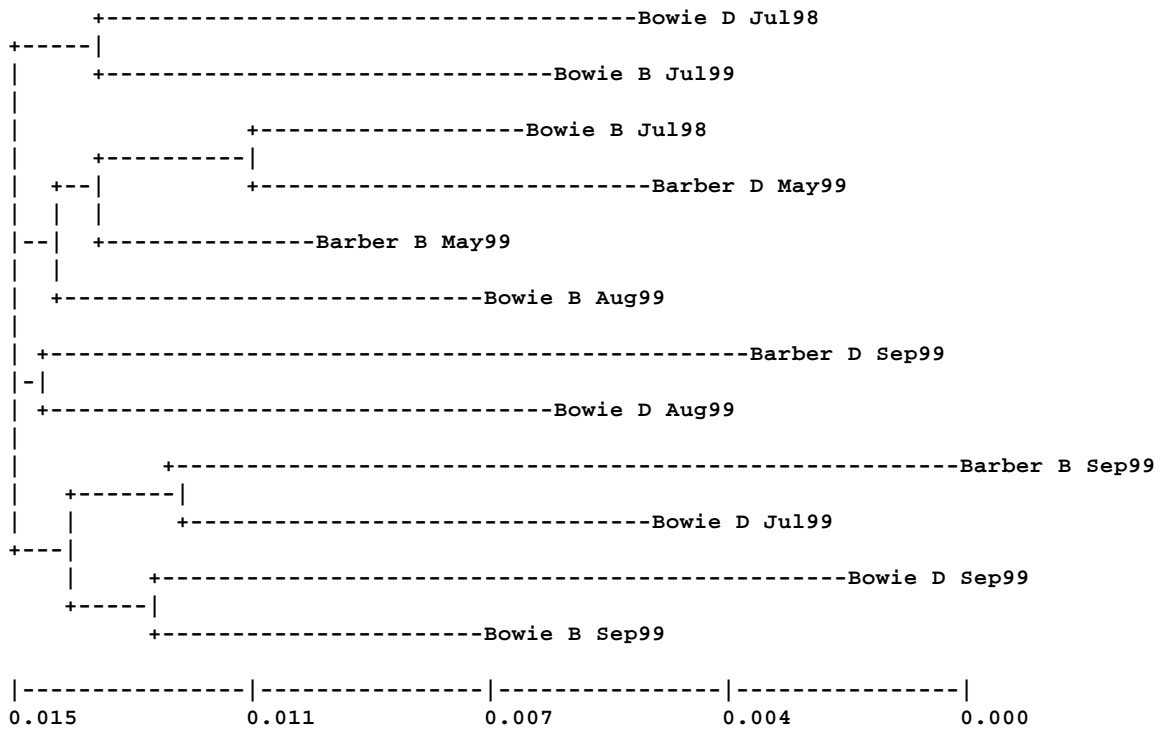 Bowie D Jul98
Bowie B Jul99
Bowie B Jul98
Barber D May99
Barber B May99
Bowie B Aug99
Barber D Sep99
Bowie D Aug99
Barber B Sep99
Bowie D Jul99
Bowie D Sep99
Bowie B Sep99
0.015 0.011 0.007 0.004 0.000